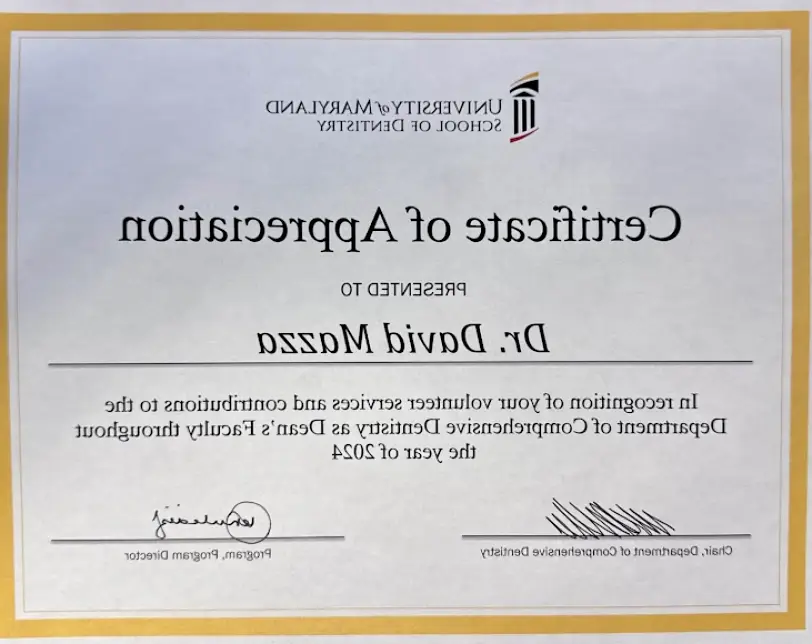 UNIVERSITY of MARYLAND
SCHOOL OF DENTISTRY
Certificate of Appreciation
PRESENTED TO
Dr. David Mazza
In recognition of your volunteer services and contributions to the
Department of Comprehensive Dentistry as Dean's Faculty throughout
the year of 2024
Chair, Department of Comprehensive Dentistry
Program, Program Director